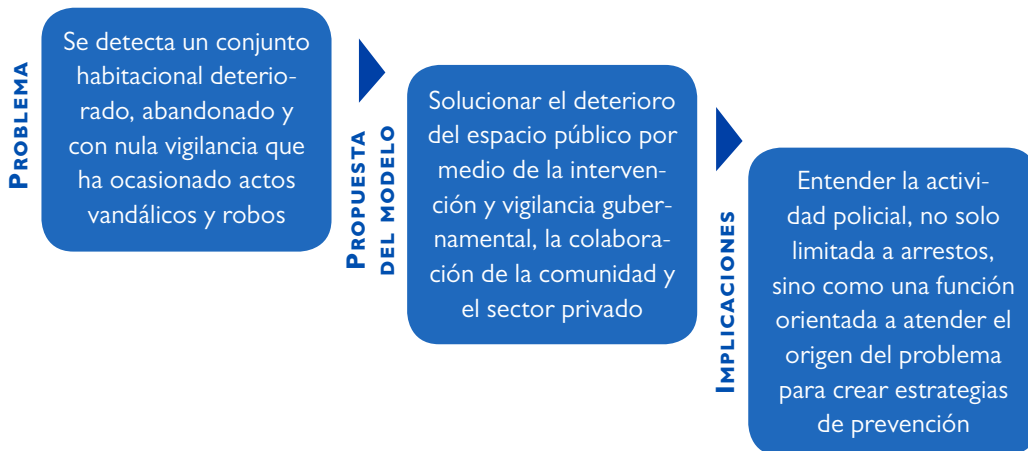 PROBLEMA
Se detecta un conjunto
habitacional deterio-
rado, abandonado y
con nula vigilancia que
ha ocasionado actos
vandálicos y robos
PROPUESTA
DEL MODELO
Solucionar el deterioro
del espacio público por
medio de la interven-
ción y vigilancia guber-
namental, la colabora-
ción de la comunidad y
el sector privado
IMPLICACIONES
Entender la activi-
dad policial, no solo
limitada a arrestos,
sino como una función
orientada a atender el
origen del problema
para crear estrategias
de prevención